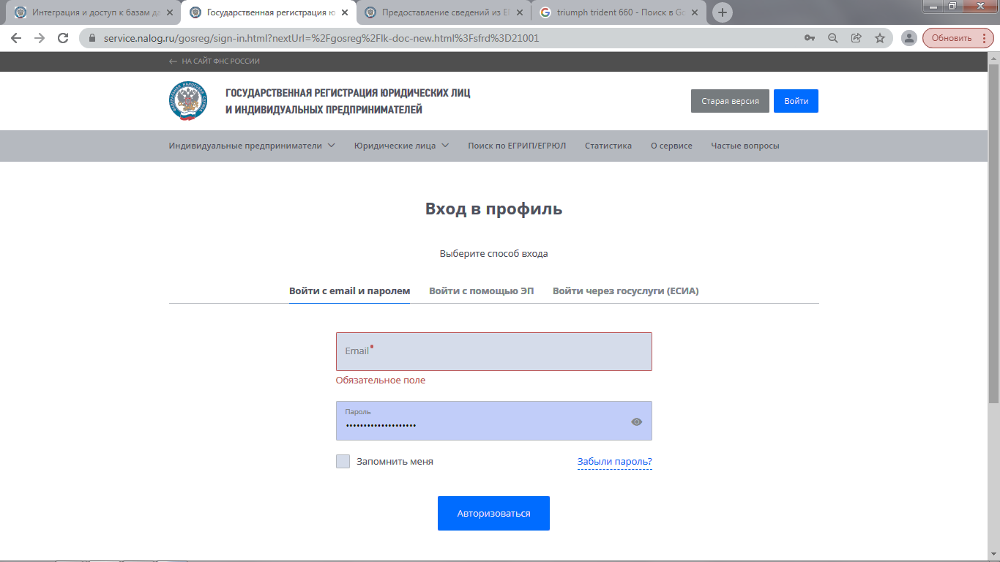 Интеграция и доступ к базам да
Государственная регистрация ю
Предоставление сведений из Е
triumph trident 660 - Поиск в Go
service.nalog.ru/gosreg/sign-in.html?nextUrl=%2Fgosreg%2Flk-doc-new.html%3Fsfrd%3D21001
Обновить
← НА САЙТ ФНС РОССИИ
ГОСУДАРСТВЕННАЯ РЕГИСТРАЦИЯ ЮРИДИЧЕСКИХ ЛИЦ
И ИНДИВИДУАЛЬНЫХ ПРЕДПРИНИМАТЕЛЕЙ
Старая версия
Войти
Индивидуальные предприниматели
Юридические лица
Поиск по ЕГРИП/ЕГРЮЛ
Статистика
О сервисе
Частые вопросы
Вход в профиль
Выберите способ входа
Войти с email и паролем
Войти с помощью ЭП
Войти через госуслуги (ЕСИА)
Email
Обязательное поле
Пароль
••••••••••••••••••••
Запомнить меня
Забыли пароль?
Авторизоваться